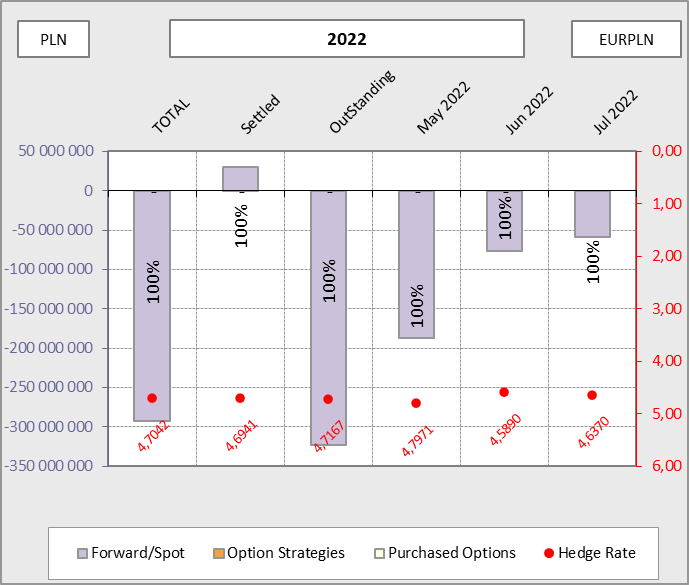 PLN
2022
EURPLN
TOTAL
Settled
OutStanding
May 2022
Jun 2022
Jul 2022
50 000 000
0
-50 000 000
-100 000 000
-150 000 000
-200 000 000
-250 000 000
-300 000 000
-350 000 000
0,00
1,00
2,00
3,00
4,00
5,00
6,00
100%
100%
100%
100%
100%
100%
4,7042
4,6941
4,7167
4,7971
4,5890
4,6370
Forward/Spot
Option Strategies
Purchased Options
Hedge Rate